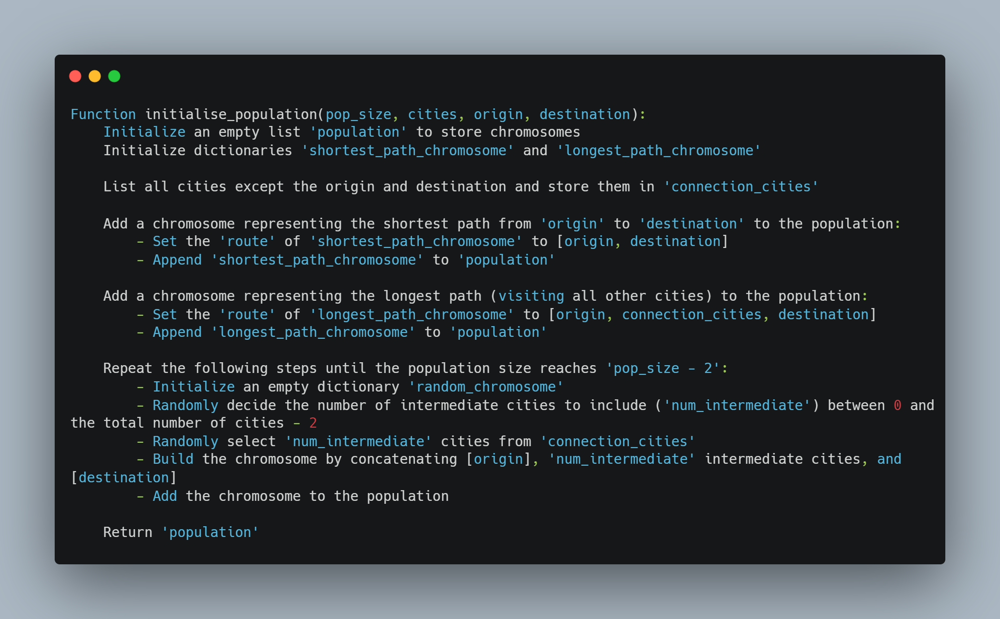 Function initialise_population(pop_size, cities, origin, destination):
    Initialize an empty list 'population' to store chromosomes
    Initialize dictionaries 'shortest_path_chromosome' and 'longest_path_chromosome'

    List all cities except the origin and destination and store them in 'connection_cities'

    Add a chromosome representing the shortest path from 'origin' to 'destination' to the population:
        - Set the 'route' of 'shortest_path_chromosome' to [origin, destination]
        - Append 'shortest_path_chromosome' to 'population'

    Add a chromosome representing the longest path (visiting all other cities) to the population:
        - Set the 'route' of 'longest_path_chromosome' to [origin, connection_cities, destination]
        - Append 'longest_path_chromosome' to 'population'

    Repeat the following steps until the population size reaches 'pop_size - 2':
        - Initialize an empty dictionary 'random_chromosome'
        - Randomly decide the number of intermediate cities to include ('num_intermediate') between 0 and
the total number of cities - 2
        - Randomly select 'num_intermediate' cities from 'connection_cities'
        - Build the chromosome by concatenating [origin], 'num_intermediate' intermediate cities, and
[destination]
        - Add the chromosome to the population

    Return 'population'